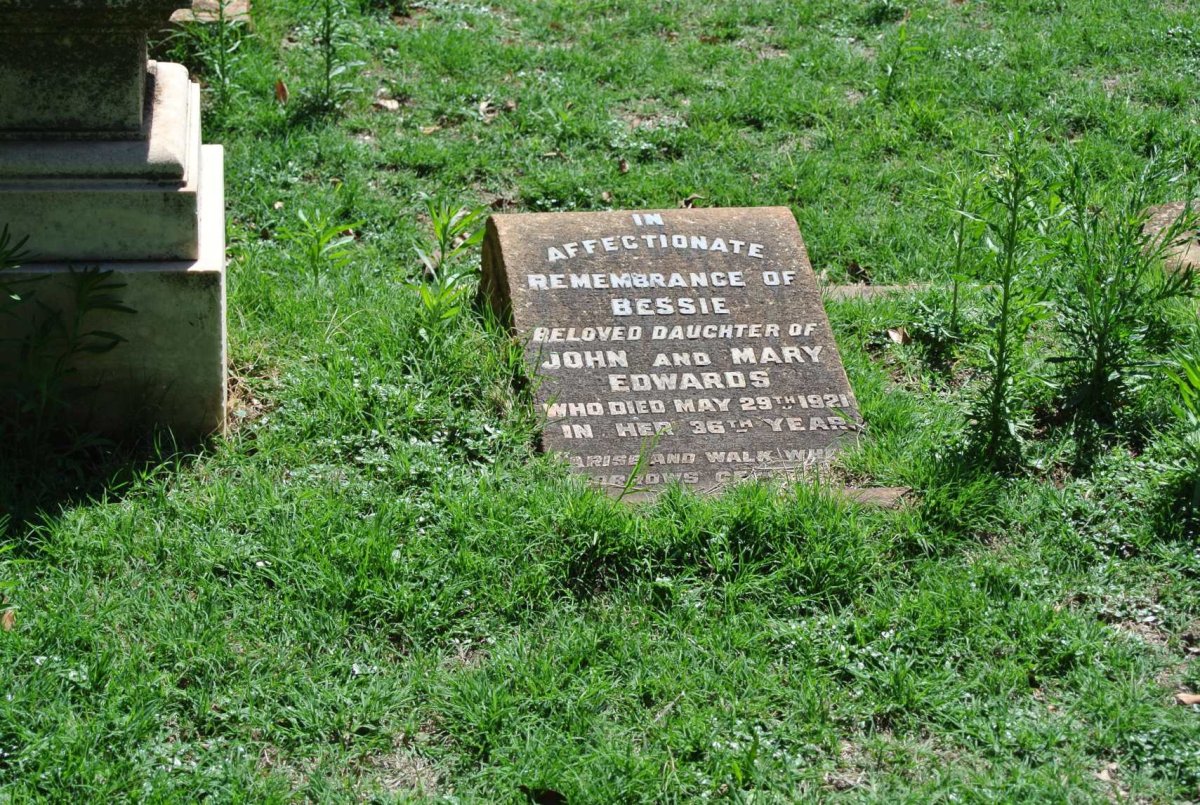 IN
AFFECTIONATE
REMEMBRANCE OF
BESSIE
BELOVED DAUGHTER OF
JOHN AND MARY
EDWARDS
WHO DIED MAY 29TH 1921
IN HER 36TH YEAR
ARISE AND WALK